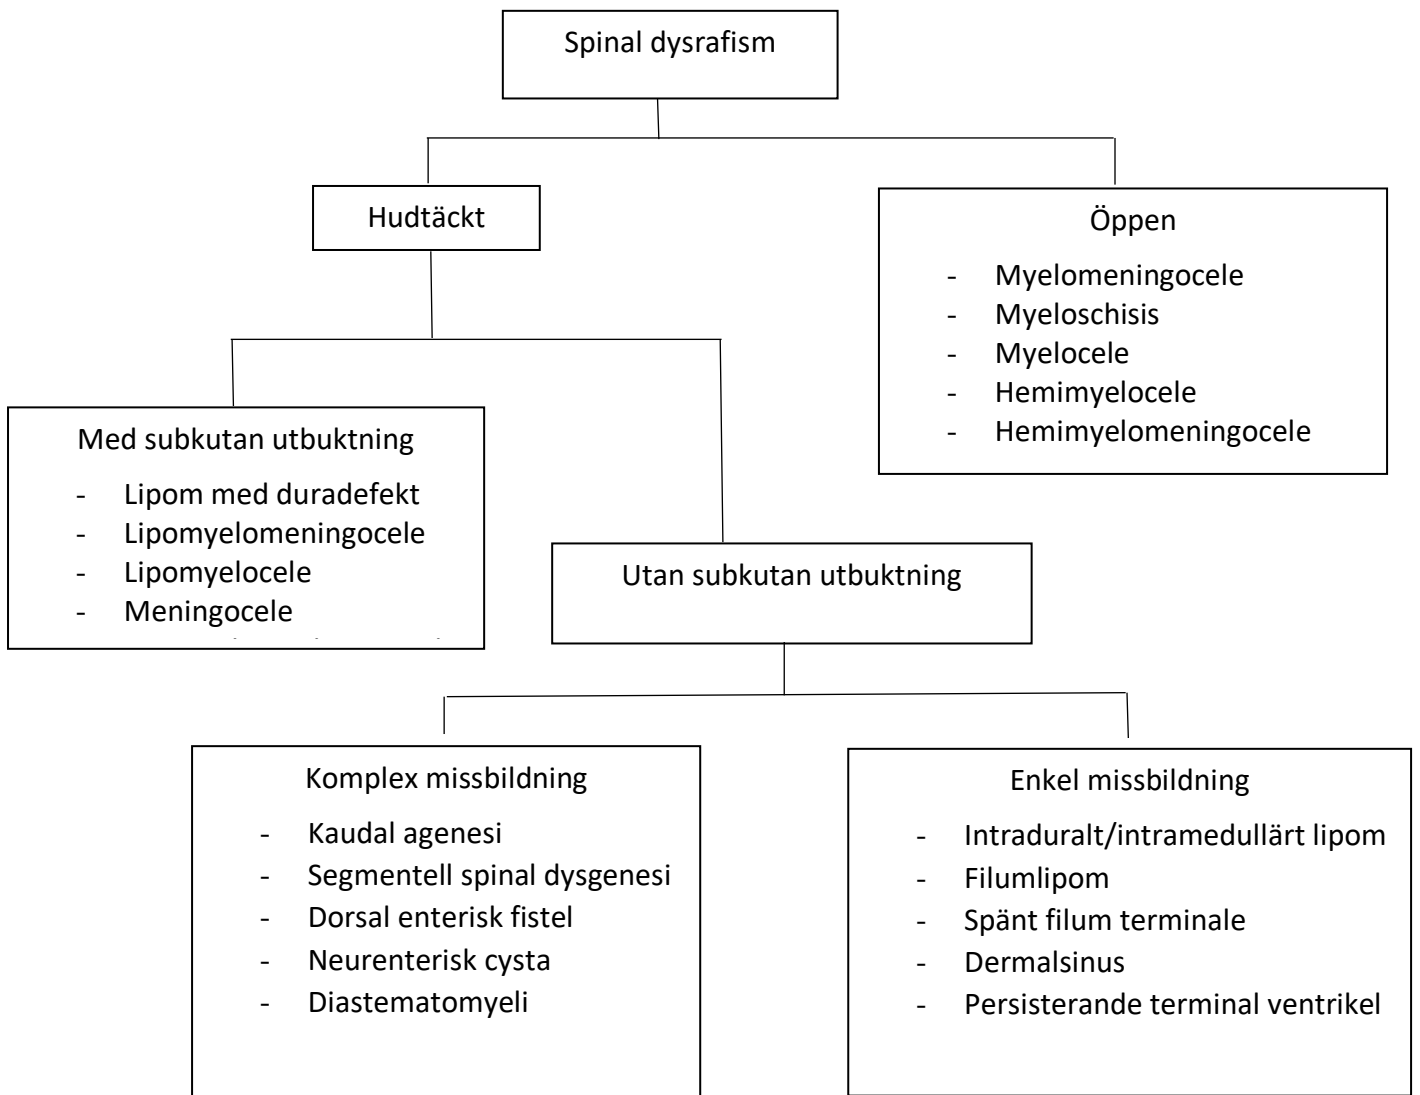 Spinal dysrafism
Hudtäckt
Öppen
- Myelomeningocele
- Myeloschisis
- Myelocele
- Hemimyelocele
- Hemimyelomeningocele
Med subkutan utbuktning
- Lipom med duradefekt
- Lipomyelomeningocele
- Lipomyelocele
- Meningocele
Utan subkutan utbuktning
Komplex missbildning
- Kaudal agenesi
- Segmentell spinal dysgenesi
- Dorsal enterisk fistel
- Neurenterisk cysta
- Diastematomyeli
Enkel missbildning
- Intraduralt/intramedullärt lipom
- Filumlipom
- Spänt filum terminale
- Dermalsinus
- Persisterande terminal ventrikel